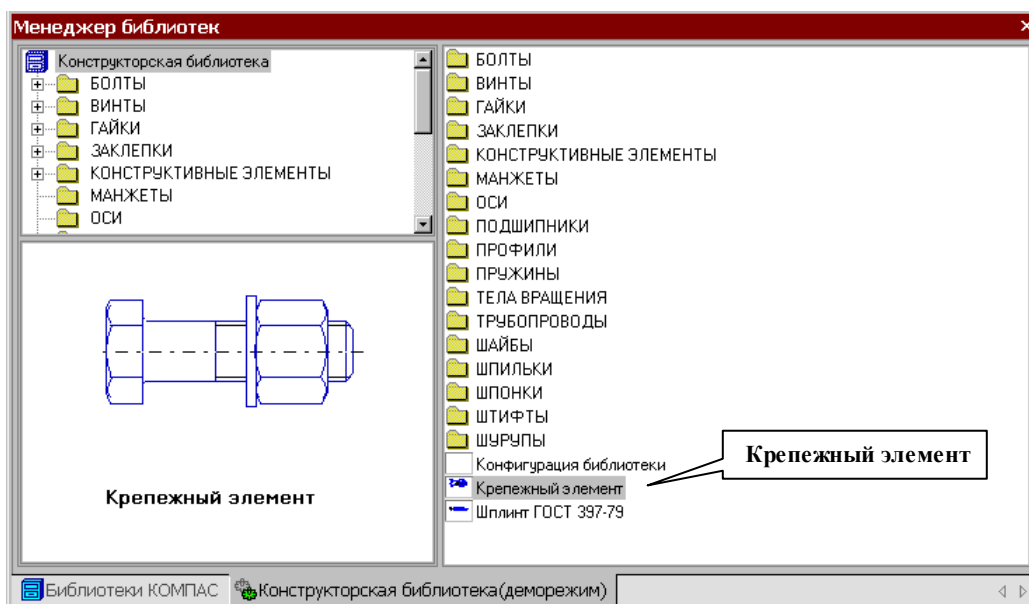 Менеджер библиотек
Конструкторская библиотека
БОЛТЫ
ВИНТЫ
ГАЙКИ
ЗАКЛЕПКИ
КОНСТРУКТИВНЫЕ ЭЛЕМЕНТЫ
МАНЖЕТЫ
ОСИ
Крепежный элемент
БОЛТЫ
ВИНТЫ
ГАЙКИ
ЗАКЛЕПКИ
КОНСТРУКТИВНЫЕ ЭЛЕМЕНТЫ
МАНЖЕТЫ
ОСИ
ПОДШИПНИКИ
ПРОФИЛИ
ПРУЖИНЫ
ТЕЛА ВРАЩЕНИЯ
ТРУБОПРОВОДЫ
ШАЙБЫ
ШПИЛЬКИ
ШПОНКИ
ШТИФТЫ
ШУРУПЫ
Конфигурация библиотеки
Крепежный элемент
Шплинт ГОСТ 397-79
Крепежный элемент
Библиотеки КОМПАС
Конструкторская библиотека(деморежим)